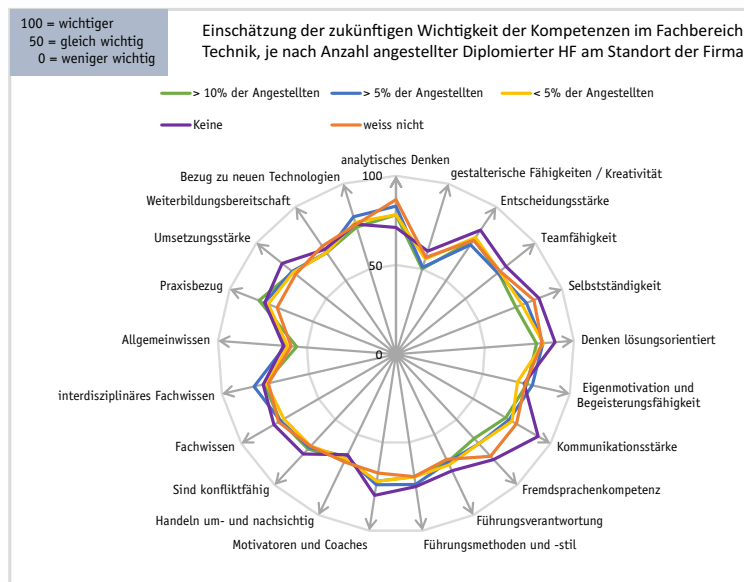 100 = wichtiger
50 = gleich wichtig
0 = weniger wichtig
Einschätzung der zukünftigen Wichtigkeit der Kompetenzen im Fachbereich
Technik, je nach Anzahl angestellter Diplomierter HF am Standort der Firma
> 10% der Angestellten
> 5% der Angestellten
< 5% der Angestellten
Keine
weiss nicht
analytisches Denken
gestalterische Fähigkeiten / Kreativität
Entscheidungsstärke
Teamfähigkeit
Selbstständigkeit
Denken lösungsorientiert
Eigenmotivation und
Begeisterungsfähigkeit
Kommunikationsstärke
Fremdsprachenkompetenz
Führungsverantwortung
Führungsmethoden und -stil
Motivatoren und Coaches
Handeln um- und nachsichtig
Sind konfliktfähig
Fachwissen
interdisziplinäres Fachwissen
Allgemeinwissen
Praxisbezug
Umsetzungsstärke
Weiterbildungsbereitschaft
Bezug zu neuen Technologien
100
50
0